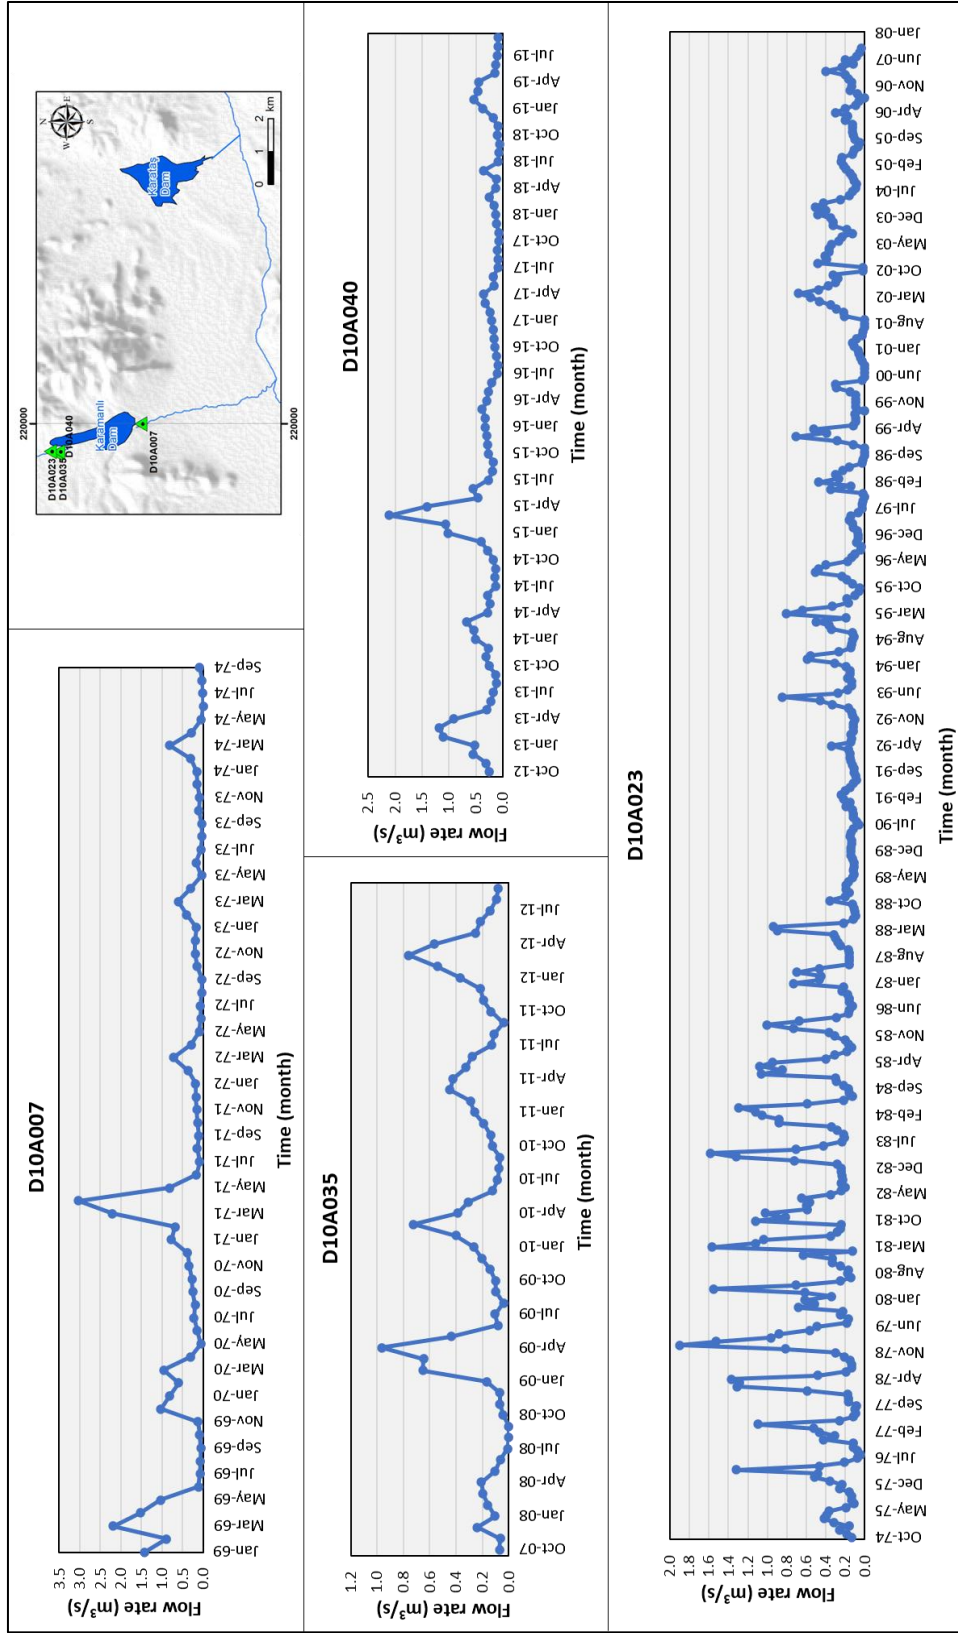 D10A007
Flow rate (m³/s)
3.5
3.0
2.5
2.0
1.5
1.0
0.5
0.0
Jan-69
Mar-69
May-69
Jul-69
Sep-69
Nov-69
Jan-70
Mar-70
May-70
Jul-70
Sep-70
Nov-70
Jan-71
Mar-71
May-71
Jul-71
Sep-71
Nov-71
Jan-72
Mar-72
May-72
Jul-72
Sep-72
Nov-72
Jan-73
Mar-73
May-73
Jul-73
Sep-73
Nov-73
Jan-74
Mar-74
May-74
Jul-74
Sep-74
Time (month)
220000
N
W
E
S
D10A023
D10A035
D10A040
Karamanlı
Dam
D10A007
Karataş
Dam
0 1 2
km
220000
D10A035
Flow rate (m³/s)
1.2
1.0
0.8
0.6
0.4
0.2
0.0
Oct-07
Jan-08
Apr-08
Jul-08
Oct-08
Jan-09
Apr-09
Jul-09
Oct-09
Jan-10
Apr-10
Jul-10
Oct-10
Jan-11
Apr-11
Jul-11
Oct-11
Jan-12
Apr-12
Jul-12
Time (month)
D10A040
Flow rate (m³/s)
2.5
2.0
1.5
1.0
0.5
0.0
Oct-12
Jan-13
Apr-13
Jul-13
Oct-13
Jan-14
Apr-14
Jul-14
Oct-14
Jan-15
Apr-15
Jul-15
Oct-15
Jan-16
Apr-16
Jul-16
Oct-16
Jan-17
Apr-17
Jul-17
Oct-17
Jan-18
Apr-18
Jul-18
Oct-18
Jan-19
Apr-19
Jul-19
Time (month)
D10A023
Flow rate (m³/s)
2.0
1.8
1.6
1.4
1.2
1.0
0.8
0.6
0.4
0.2
0.0
Oct-74
May-75
Dec-75
Jul-76
Feb-77
Sep-77
Apr-78
Nov-78
Jun-79
Jan-80
Aug-80
Mar-81
Oct-81
May-82
Dec-82
Jul-83
Feb-84
Sep-84
Apr-85
Nov-85
Jun-86
Jan-87
Aug-87
Mar-88
Oct-88
May-89
Dec-89
Jul-90
Feb-91
Sep-91
Apr-92
Nov-92
Jun-93
Jan-94
Aug-94
Mar-95
Oct-95
May-96
Dec-96
Jul-97
Feb-98
Sep-98
Apr-99
Nov-99
Jun-00
Jan-01
Aug-01
Mar-02
Oct-02
May-03
Dec-03
Jul-04
Feb-05
Sep-05
Apr-06
Nov-06
Jun-07
Jan-08
Time (month)